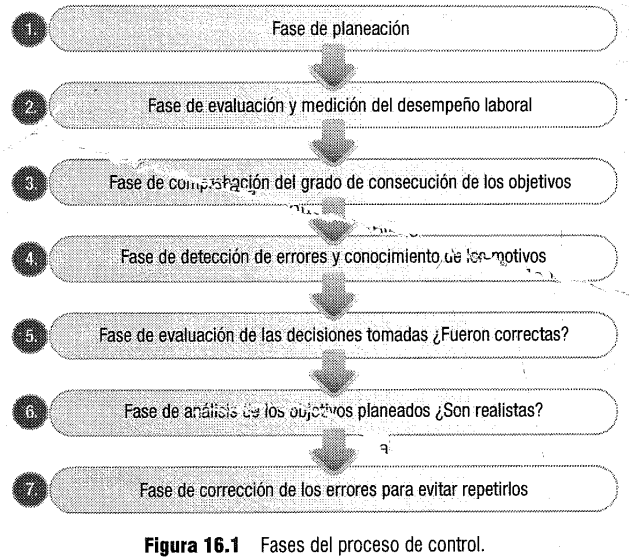 1. Fase de planeación
2. Fase de evaluación y medición del desempeño laboral
3. Fase de comprobación del grado de consecución de los objetivos
4. Fase de detección de errores y conocimiento de los motivos
5. Fase de evaluación de las decisiones tomadas ¿Fueron correctas?
6. Fase de análisis de los objetivos planeados ¿Son realistas?
7. Fase de corrección de los errores para evitar repetirlos
Figura 16.1 Fases del proceso de control.